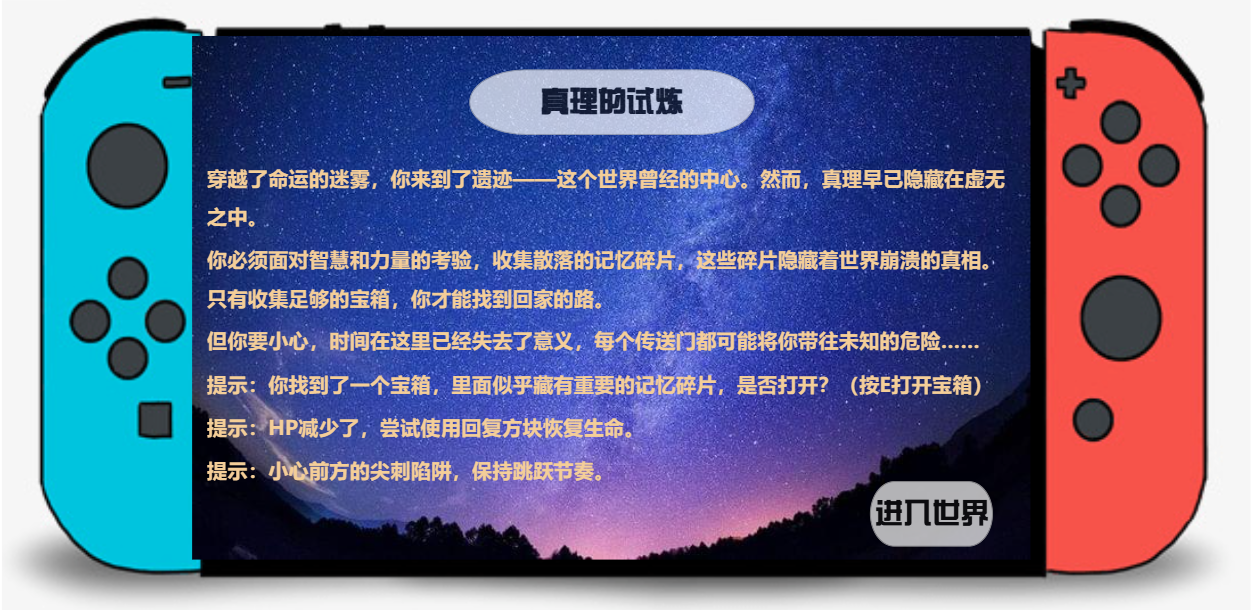 真理的试炼
穿越了命运的迷雾，你来到了遗迹——这个世界曾经的中心。然而，真理早已隐藏在虚无
之中。
你必须面对智慧和力量的考验，收集散落的记忆碎片，这些碎片隐藏着世界崩溃的真相。
只有收集足够的宝箱，你才能找到回家的路。
但你要小心，时间在这里已经失去了意义，每个传送门都可能将你带往未知的危险……
提示：你找到了一个宝箱，里面似乎藏有重要的记忆碎片，是否打开？（按E打开宝箱）
提示：HP减少了，尝试使用回复方块恢复生命。
提示：小心前方的尖刺陷阱，保持跳跃节奏。
进入世界